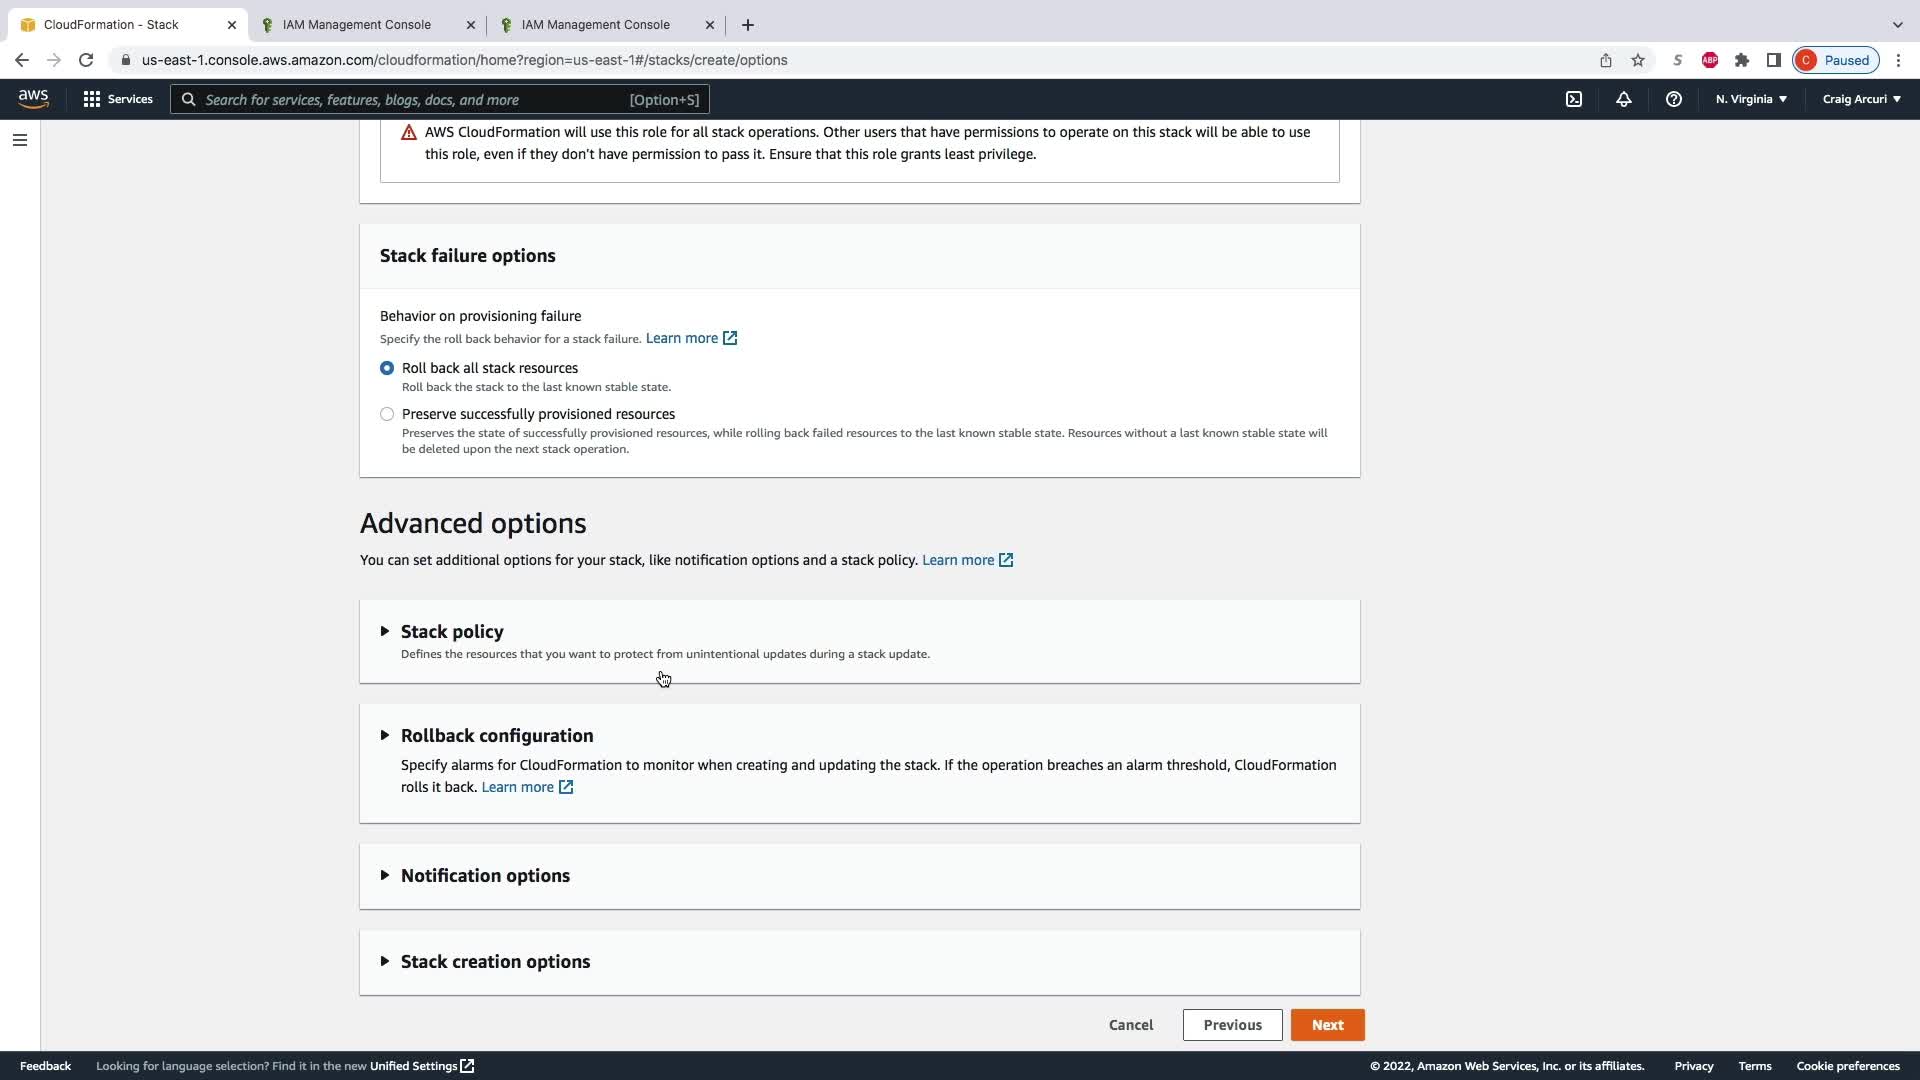 CloudFormation - Stack
IAM Management Console
IAM Management Console
us-east-1.console.aws.amazon.com/cloudformation/home?region=us-east-1#/stacks/create/options
S
ABP
C Paused
aws
Services
Search for services, features, blogs, docs, and more [Option+S]
N. Virginia
Craig Arcuri
AWS CloudFormation will use this role for all stack operations. Other users that have permissions to operate on this stack will be able to use
this role, even if they don't have permission to pass it. Ensure that this role grants least privilege.
Stack failure options
Behavior on provisioning failure
Specify the roll back behavior for a stack failure. Learn more
Roll back all stack resources
Roll back the stack to the last known stable state.
Preserve successfully provisioned resources
Preserves the state of successfully provisioned resources, while rolling back failed resources to the last known stable state. Resources without a last known stable state will
be deleted upon the next stack operation.
Advanced options
You can set additional options for your stack, like notification options and a stack policy. Learn more
Stack policy
Defines the resources that you want to protect from unintentional updates during a stack update.
Rollback configuration
Specify alarms for CloudFormation to monitor when creating and updating the stack. If the operation breaches an alarm threshold, CloudFormation
rolls it back. Learn more
Notification options
Stack creation options
Cancel
Previous
Next
Feedback
Looking for language selection? Find it in the new Unified Settings
© 2022, Amazon Web Services, Inc. or its affiliates.
Privacy
Terms
Cookie preferences